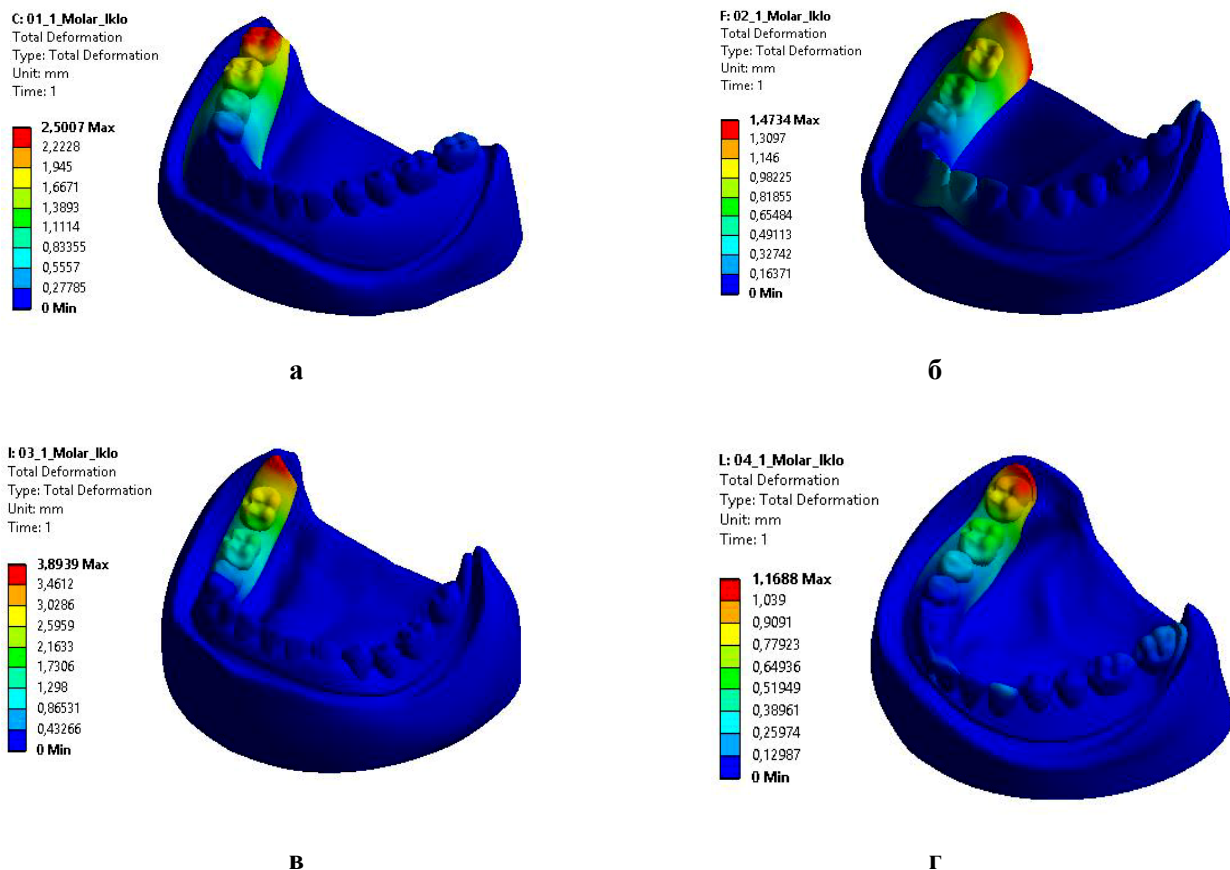 C: 01_1_Molar_Iklo
Total Deformation
Type: Total Deformation
Unit: mm
Time: 1
2,5007 Max
2,2228
1,945
1,6671
1,3893
1,1114
0,83355
0,5557
0,27785
0 Min
а
F: 02_1_Molar_Iklo
Total Deformation
Type: Total Deformation
Unit: mm
Time: 1
1,4734 Max
1,3097
1,146
0,98225
0,81855
0,65484
0,49113
0,32742
0,16371
0 Min
б
I: 03_1_Molar_Iklo
Total Deformation
Type: Total Deformation
Unit: mm
Time: 1
3,8939 Max
3,4612
3,0286
2,5959
2,1633
1,7306
1,298
0,86531
0,43266
0 Min
в
L: 04_1_Molar_Iklo
Total Deformation
Type: Total Deformation
Unit: mm
Time: 1
1,1688 Max
1,039
0,9091
0,77923
0,64936
0,51949
0,38961
0,25974
0,12987
0 Min
г